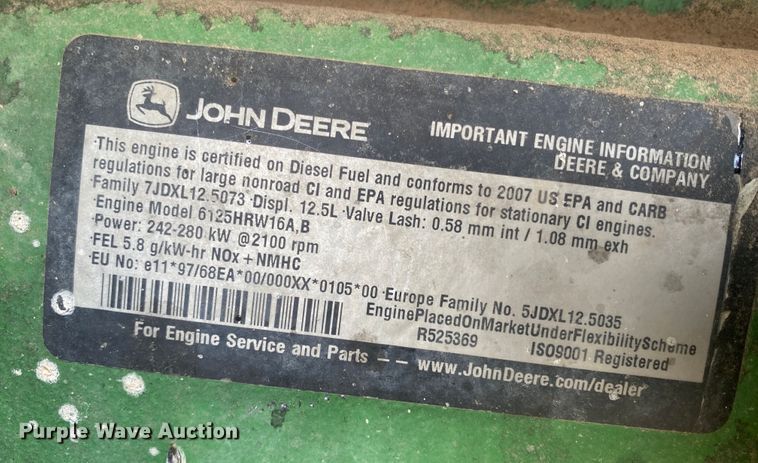 JOHN DEERE
IMPORTANT ENGINE INFORMATION
DEERE & COMPANY
·This engine is certified on Diesel Fuel and conforms to 2007 US EPA and CARB
regulations for large nonroad CI and EPA regulations for stationary CI engines.
·Family 7JDXL12.5073 ·Displ. 12.5L ·Valve Lash: 0.58 mm int / 1.08 mm exh
·Engine Model 6125HRW16A,B
·Power: 242-280 kW @2100 rpm
·FEL 5.8 g/kW-hr NOx + NMHC
·EU No: e11*97/68EA*00/000XX*0105*00 ·Europe Family No. 5JDXL12.5035
EnginePlacedOnMarketUnderFlexibilityScheme
R525369 ISO9001 Registered
For Engine Service and Parts – – www.JohnDeere.com/dealer
Purple Wave Auction